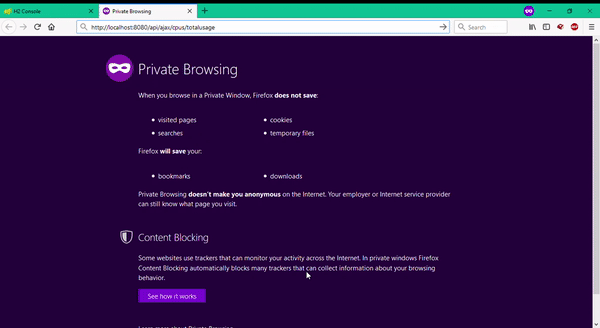 H2 Console
Private Browsing
http://localhost:8080/api/ajax/cpus/totalusage
Search
Private Browsing
When you browse in a Private Window, Firefox does not save:
visited pages
cookies
searches
temporary files
Firefox will save your:
bookmarks
downloads
Private Browsing doesn't make you anonymous on the Internet. Your employer or Internet service provider
can still know what page you visit.
Content Blocking
Some websites use trackers that can monitor your activity across the Internet. In private windows Firefox
Content Blocking automatically blocks many trackers that can collect information about your browsing
behavior.
See how it works